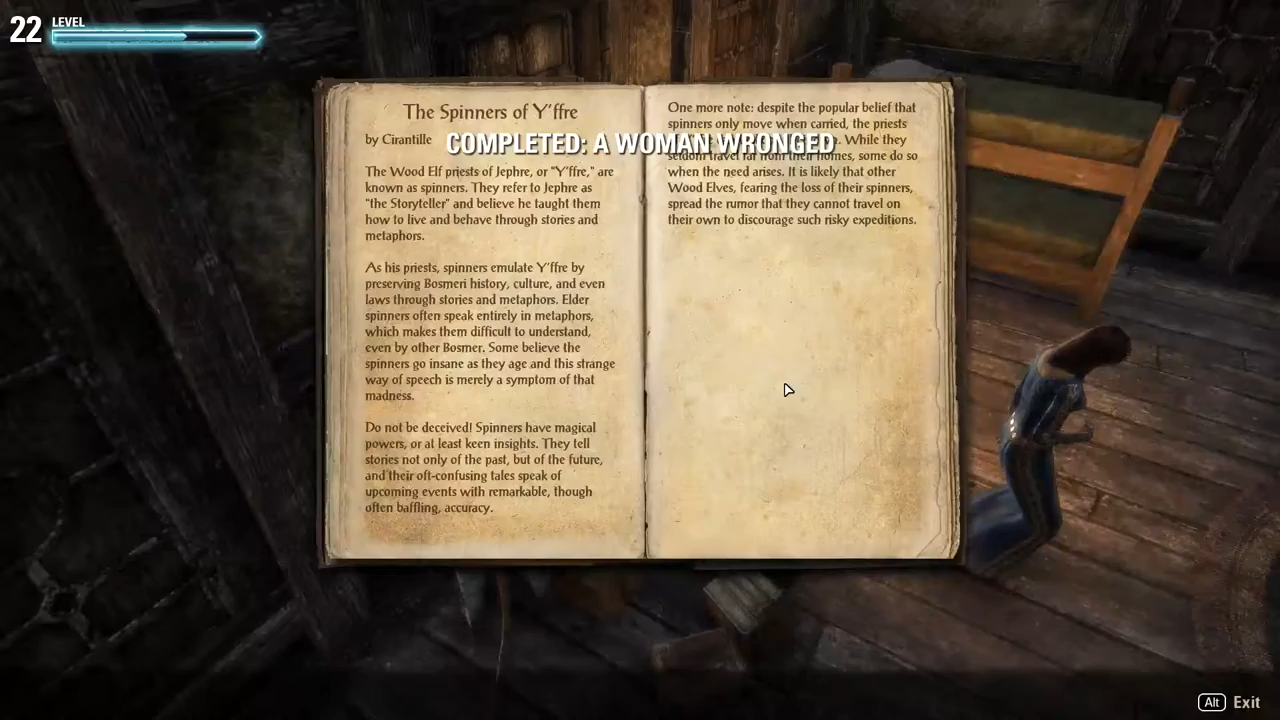 22
LEVEL
The Spinners of Y'ffre
by Cirantille
COMPLETED: A WOMAN WRONGED
The Wood Elf priests of Jephre, or "Y'ffre," are
known as spinners. They refer to Jephre as
"the Storyteller" and believe he taught them
how to live and behave through stories and
metaphors.
As his priests, spinners emulate Y'ffre by
preserving Bosmeri history, culture, and even
laws through stories and metaphors. Elder
spinners often speak entirely in metaphors,
which makes them difficult to understand,
even by other Bosmer. Some believe the
spinners go insane as they age and this strange
way of speech is merely a symptom of that
madness.
Do not be deceived! Spinners have magical
powers, or at least keen insights. They tell
stories not only of the past, but of the future,
and their oft-confusing tales speak of
upcoming events with remarkable, though
often baffling, accuracy.
One more note: despite the popular belief that
spinners only move when carried, the priests
While they
seldom travel far from their homes, some do so
when the need arises. It is likely that other
Wood Elves, fearing the loss of their spinners,
spread the rumor that they cannot travel on
their own to discourage such risky expeditions.
Alt Exit